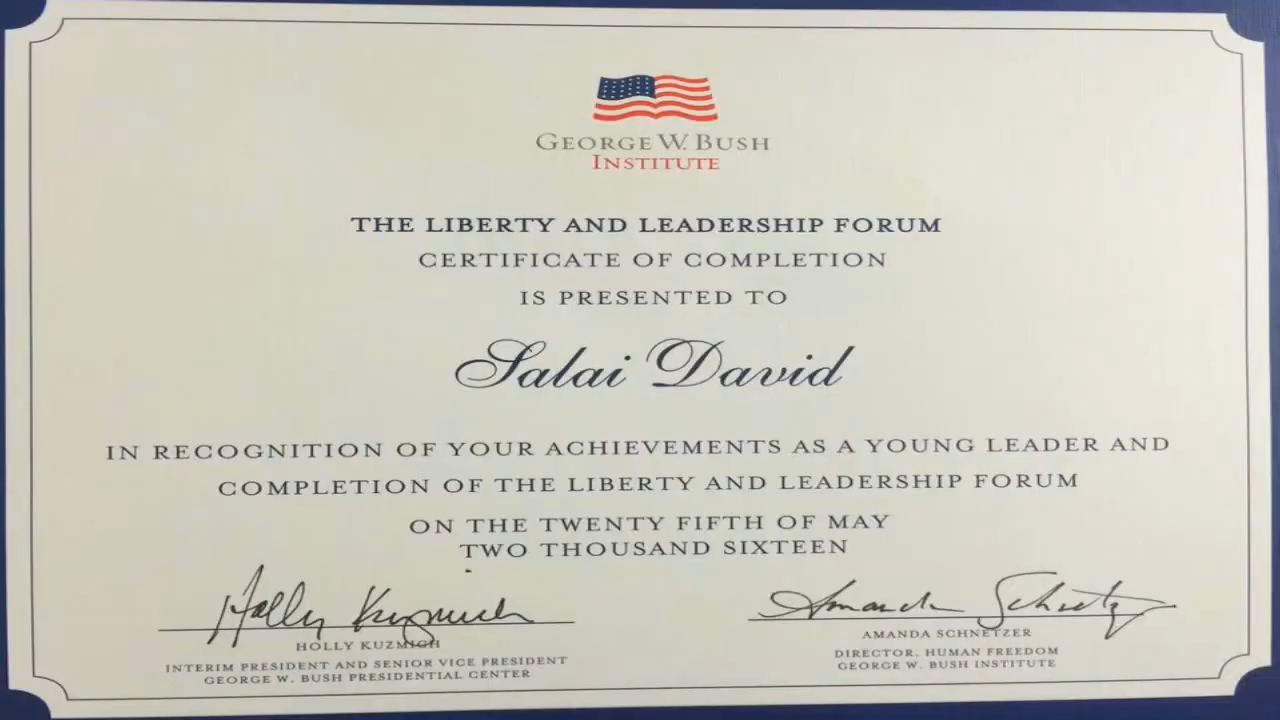 GEORGE W. BUSH
INSTITUTE
THE LIBERTY AND LEADERSHIP FORUM
CERTIFICATE OF COMPLETION
IS PRESENTED TO
Salai David
IN RECOGNITION OF YOUR ACHIEVEMENTS AS A YOUNG LEADER AND
COMPLETION OF THE LIBERTY AND LEADERSHIP FORUM
ON THE TWENTY FIFTH OF MAY
TWO THOUSAND SIXTEEN
Holly Kuzmich
HOLLY KUZMICH
INTERIM PRESIDENT AND SENIOR VICE PRESIDENT
GEORGE W. BUSH PRESIDENTIAL CENTER
Amanda Schnetzer
AMANDA SCHNETZER
DIRECTOR, HUMAN FREEDOM
GEORGE W. BUSH INSTITUTE